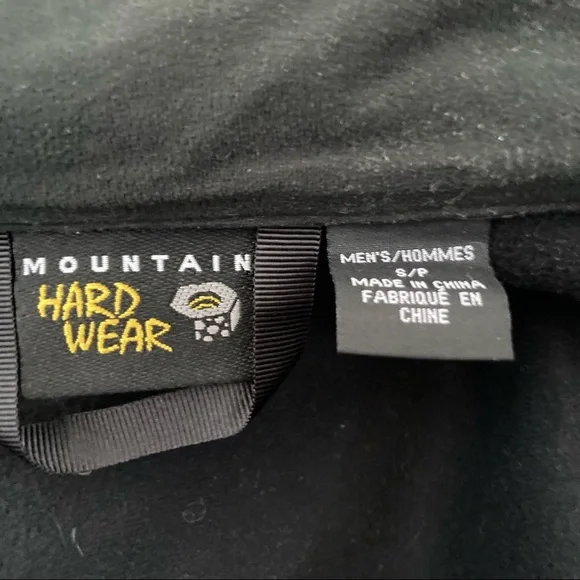 MOUNTAIN
HARD
WEAR
MEN'S/HOMMES
S/P
MADE IN CHINA
FABRIQUÉ EN
CHINE